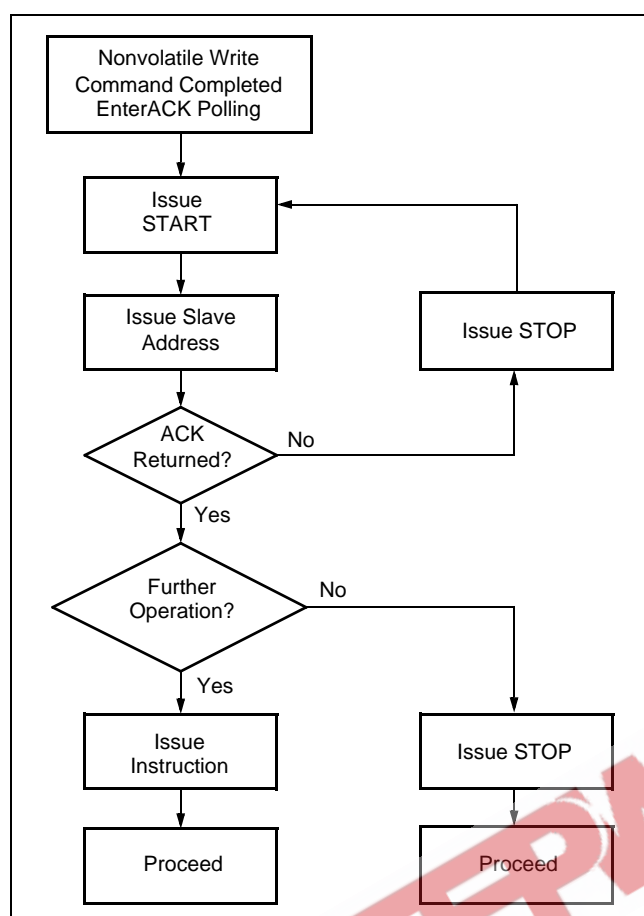 Nonvolatile Write
Command Completed
EnterACK Polling
Issue
START
Issue Slave
Address
Issue STOP
ACK
Returned?
No
Yes
Further
Operation?
No
Yes
Issue
Instruction
Issue STOP
Proceed
Proceed